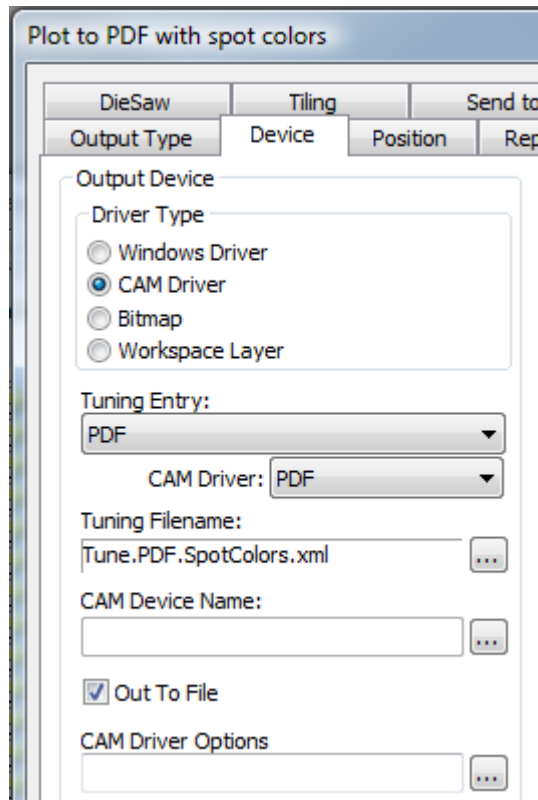 Plot to PDF with spot colors
DieSaw Tiling Send to
Output Type Device Position Rep
Output Device
Driver Type
Windows Driver
CAM Driver
Bitmap
Workspace Layer
Tuning Entry:
PDF
CAM Driver: PDF
Tuning Filename:
Tune.PDF.SpotColors.xml
...
CAM Device Name:
...
Out To File
CAM Driver Options
...